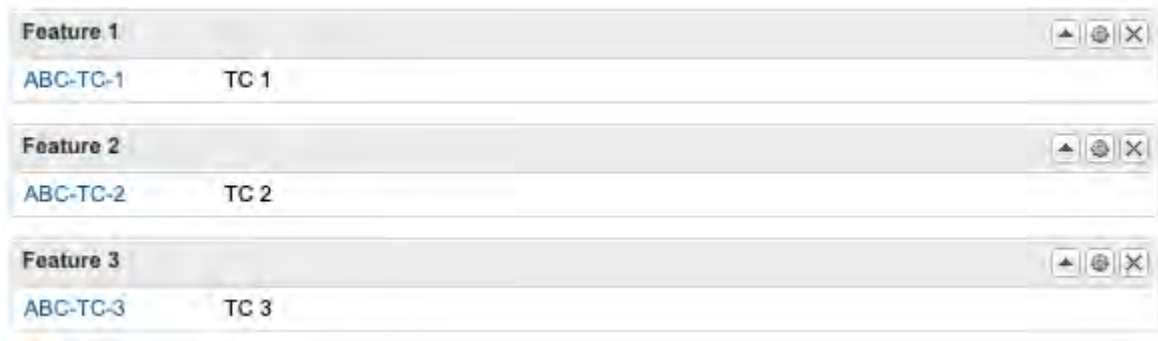 Feature 1
ABC-TC-1 TC 1
Feature 2
ABC-TC-2 TC 2
Feature 3
ABC-TC-3 TC 3